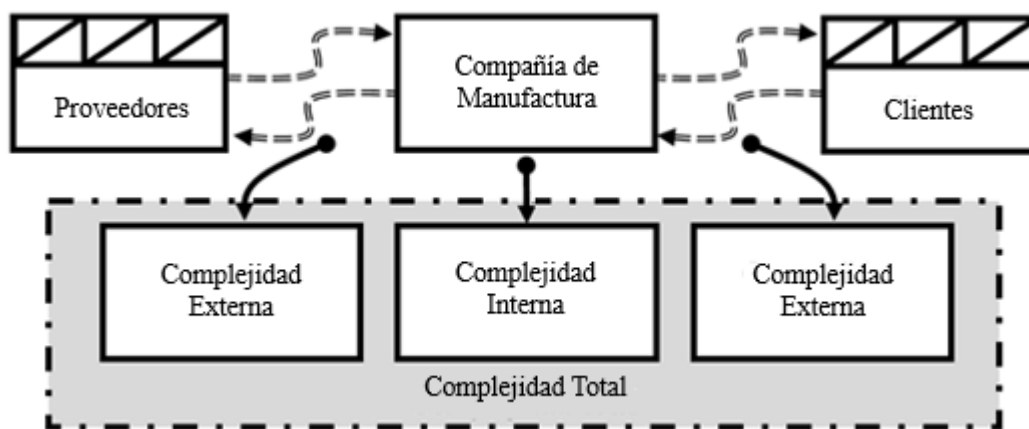 Proveedores
Compañía de
Manufactura
Clientes
Complejidad
Externa
Complejidad
Interna
Complejidad
Externa
Complejidad Total